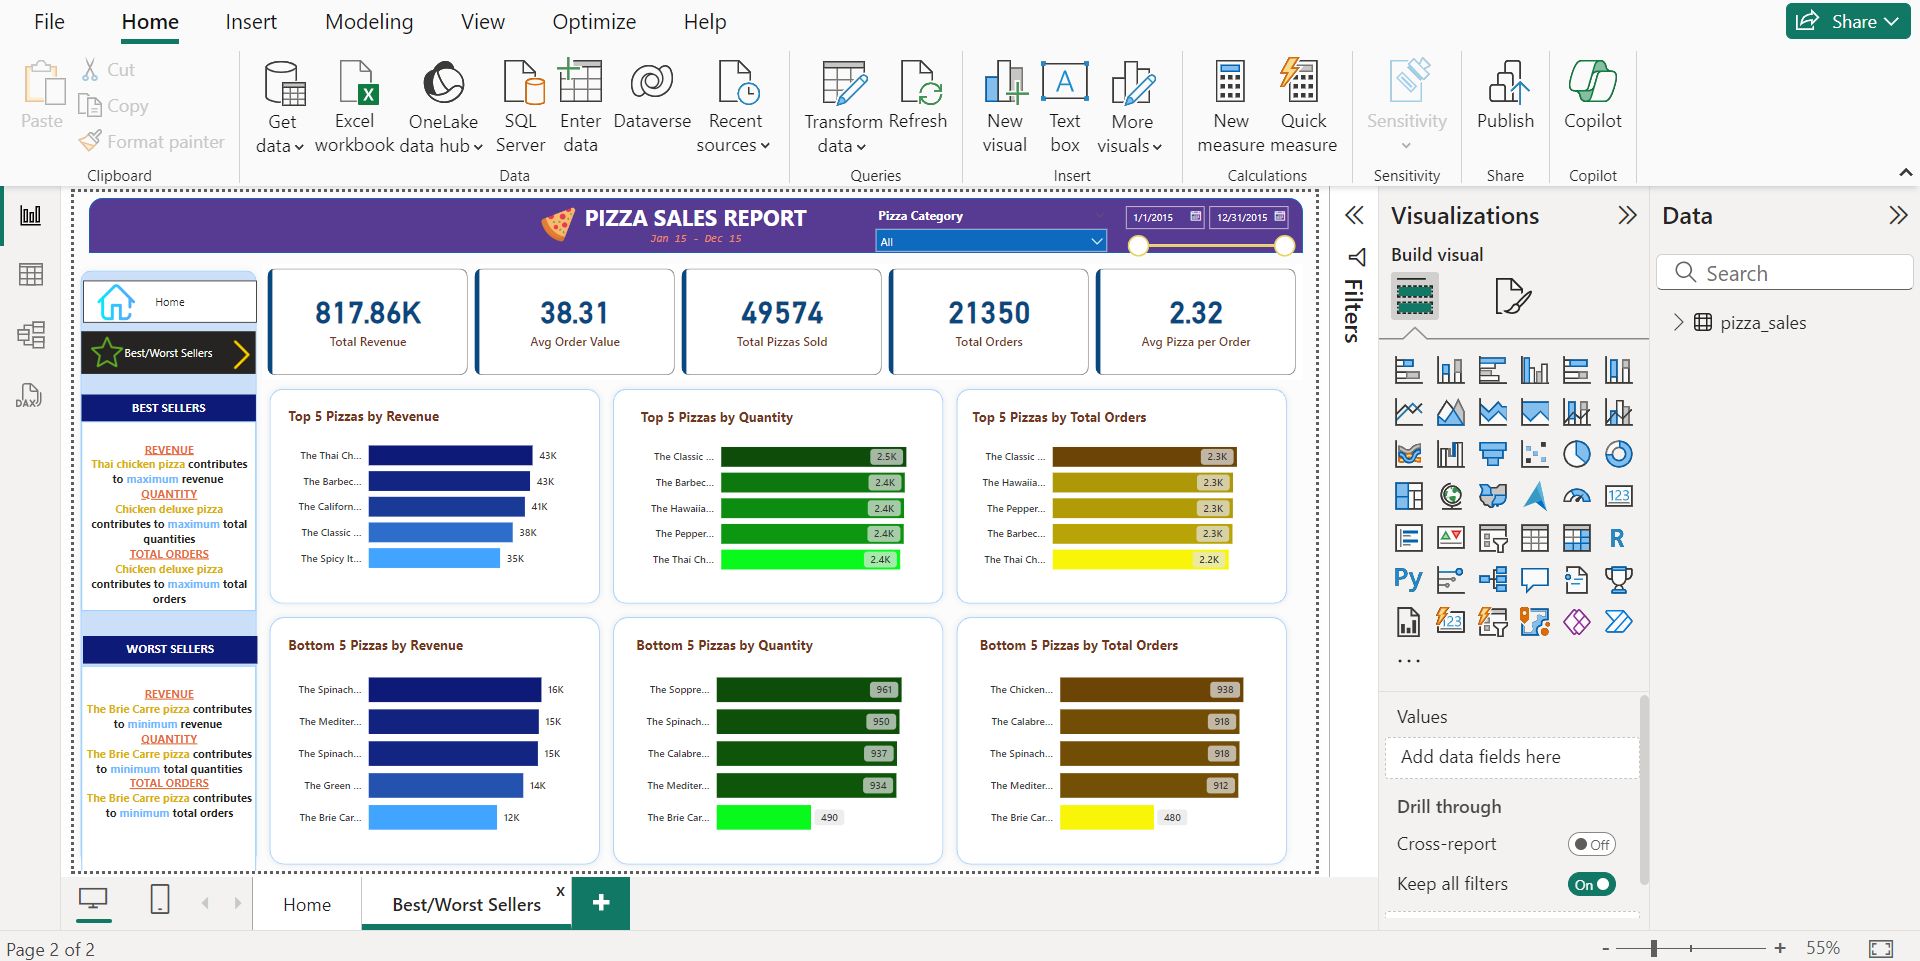 File Home Insert Modeling View Optimize Help Share
Paste
Cut
Copy
Format painter
Clipboard
Get data
Excel workbook
OneLake data hub
SQL Server
Enter data
Dataverse
Recent sources
Data
Transform data
Refresh
Queries
New visual
Text box
More visuals
Insert
New measure
Quick measure
Calculations
Sensitivity
Sensitivity
Publish
Share
Copilot
Copilot
DAX
PIZZA SALES REPORT
Jan 15 - Dec 15
Pizza Category
All
1/1/2015 12/31/2015
Home
Best/Worst Sellers
817.86K
Total Revenue
38.31
Avg Order Value
49574
Total Pizzas Sold
21350
Total Orders
2.32
Avg Pizza per Order
BEST SELLERS
REVENUE
Thai chicken pizza contributes
to maximum revenue
QUANTITY
Chicken deluxe pizza
contributes to maximum total
quantities
TOTAL ORDERS
Chicken deluxe pizza
contributes to maximum total
orders
WORST SELLERS
REVENUE
The Brie Carre pizza contributes
to minimum revenue
QUANTITY
The Brie Carre pizza contributes
to minimum total quantities
TOTAL ORDERS
The Brie Carre pizza contributes
to minimum total orders
Top 5 Pizzas by Revenue
The Thai Ch... 43K
The Barbec... 43K
The Californ... 41K
The Classic ... 38K
The Spicy It... 35K
Top 5 Pizzas by Quantity
The Classic ... 2.5K
The Barbec... 2.4K
The Hawaiia... 2.4K
The Pepper... 2.4K
The Thai Ch... 2.4K
Top 5 Pizzas by Total Orders
The Classic ... 2.3K
The Hawaiia... 2.3K
The Pepper... 2.3K
The Barbec... 2.3K
The Thai Ch... 2.2K
Bottom 5 Pizzas by Revenue
The Spinach... 16K
The Mediter... 15K
The Spinach... 15K
The Green ... 14K
The Brie Car... 12K
Bottom 5 Pizzas by Quantity
The Soppre... 961
The Spinach... 950
The Calabre... 937
The Mediter... 934
The Brie Car... 490
Bottom 5 Pizzas by Total Orders
The Chicken... 938
The Calabre... 918
The Spinach... 918
The Mediter... 912
The Brie Car... 480
Filters
Visualizations
Build visual
123
R
Py
123
...
Values
Add data fields here
Drill through
Cross-report Off
Keep all filters On
Data
Search
pizza_sales
Home
Best/Worst Sellers x
+
Page 2 of 2
- + 55%